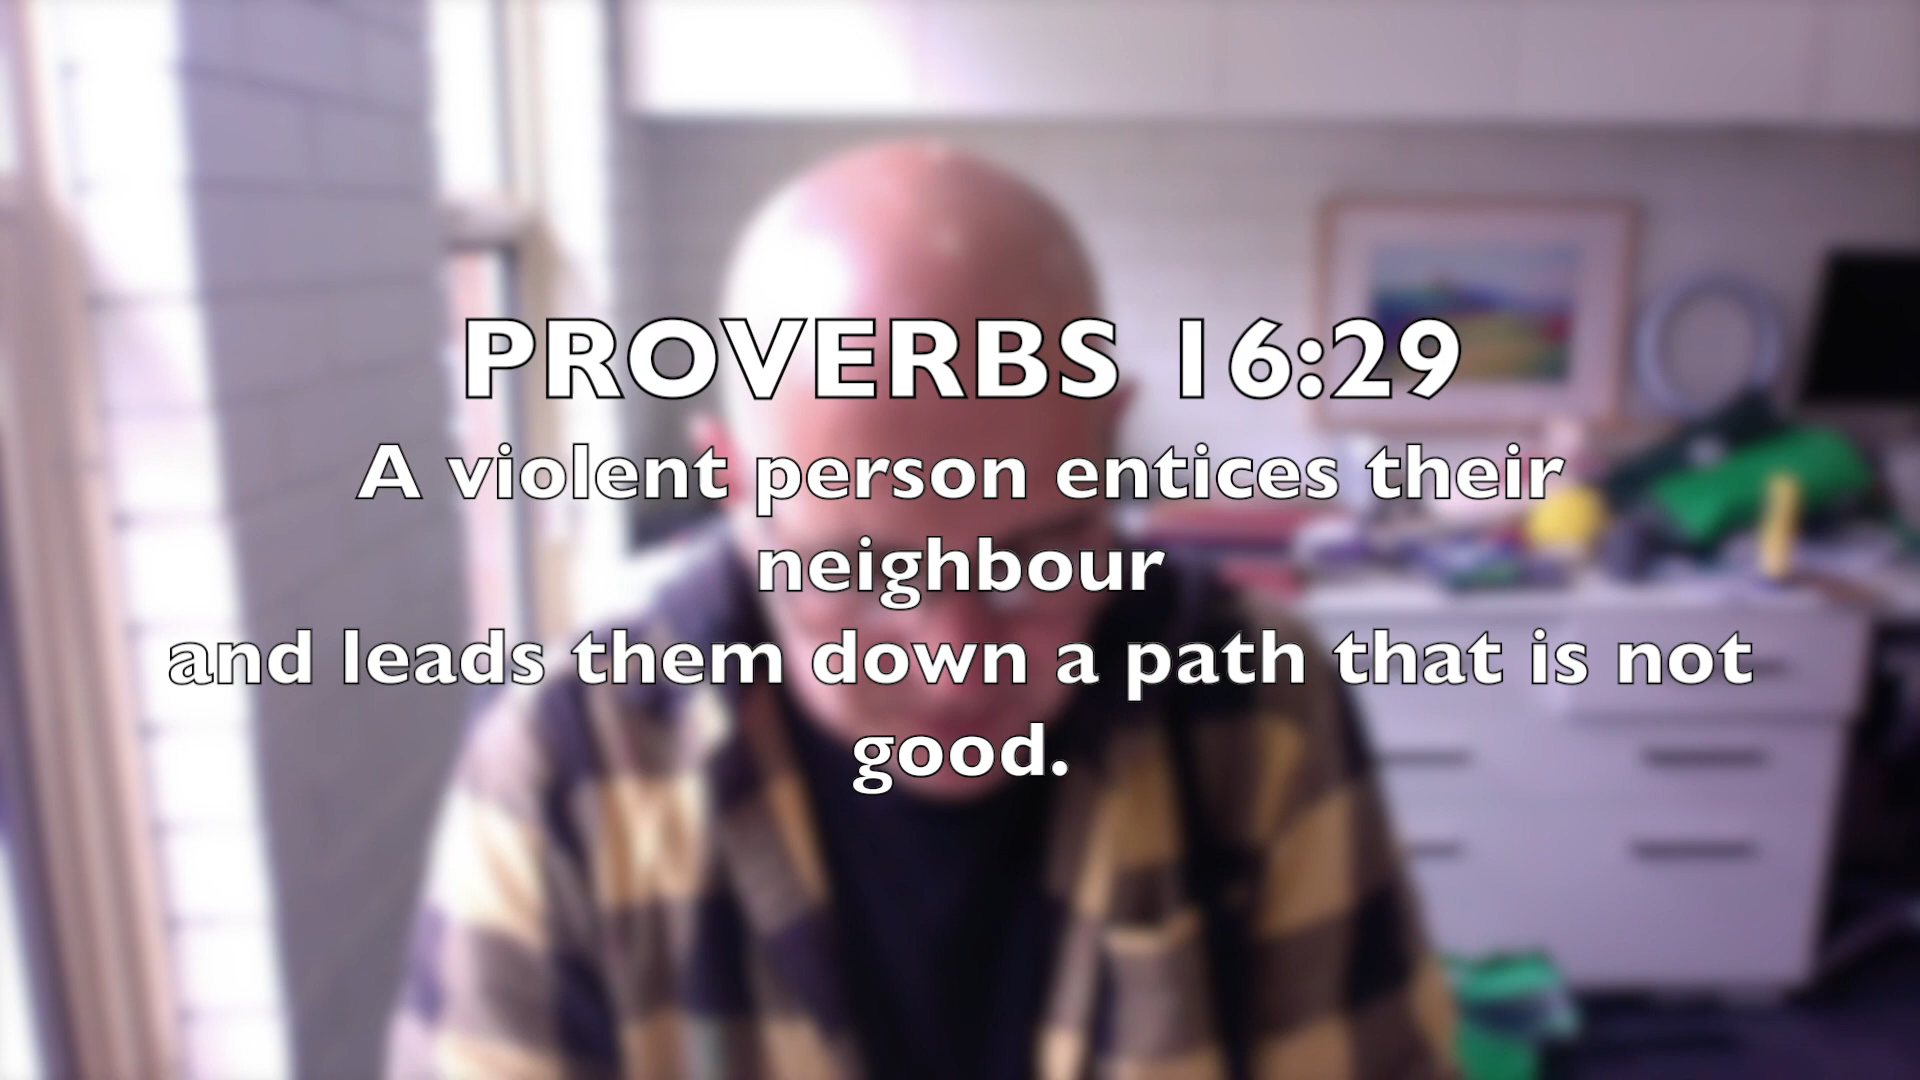 PROVERBS 16:29
A violent person entices their
neighbour
and leads them down a path that is not
good.